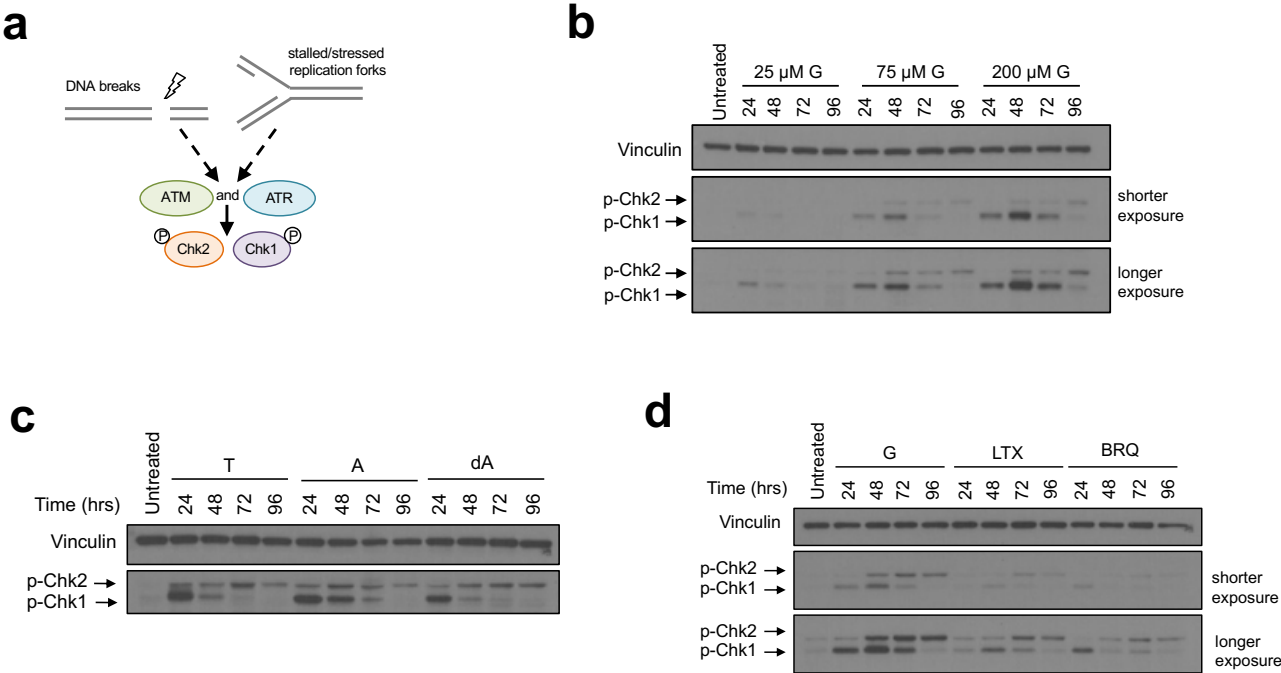 a
DNA breaks
stalled/stressed
replication forks
ATM and ATR
P P
Chk2 Chk1
b
Untreated
25 µM G 75 µM G 200 µM G
24 48 72 96 24 48 72 96 24 48 72 96
Vinculin
p-Chk2
p-Chk1
shorter
exposure
p-Chk2
p-Chk1
longer
exposure
c
Untreated
T A dA
Time (hrs) 24 48 72 96 24 48 72 96 24 48 72 96
Vinculin
p-Chk2
p-Chk1
d
Untreated
G LTX BRQ
Time (hrs) 24 48 72 96 24 48 72 96 24 48 72 96
Vinculin
p-Chk2
p-Chk1
shorter
exposure
p-Chk2
p-Chk1
longer
exposure